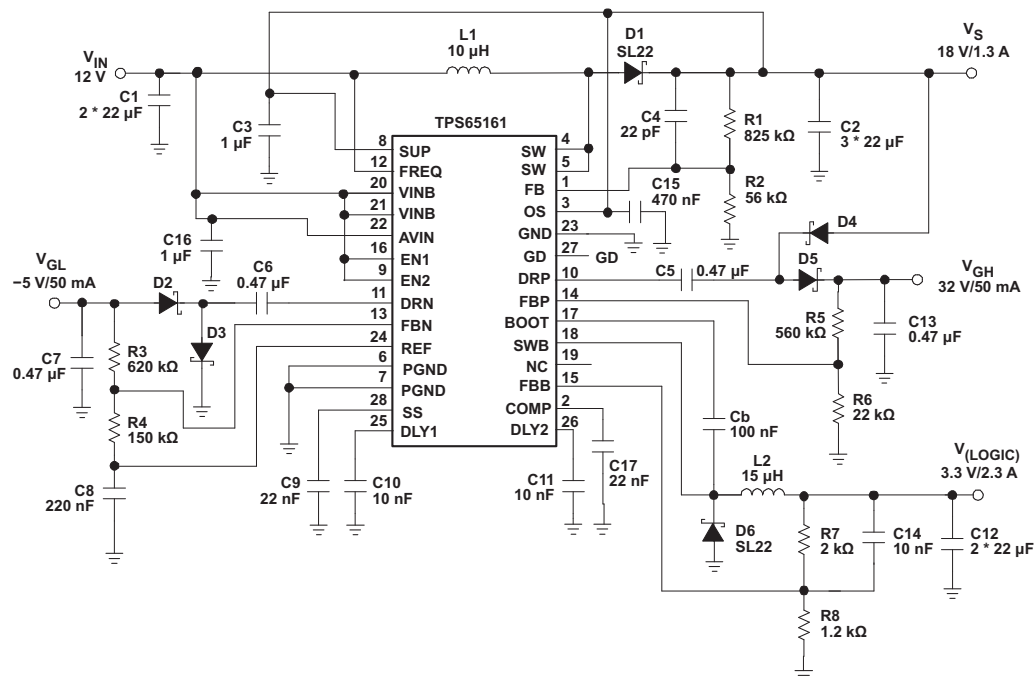 L1
10 µH
D1
SL22
V_S
18 V/1.3 A
V_IN
12 V
C1
2 * 22 µF
C3
1 µF
C4
22 pF
R1
825 kΩ
C2
3 * 22 µF
TPS65161
8 SUP
12 FREQ
20 VINB
21 VINB
22 AVIN
16 EN1
9 EN2
11 DRN
13 FBN
24 REF
6 PGND
7 PGND
28 SS
25 DLY1
SW 4
SW 5
FB 1
OS 3
GND 23
GD 27 GD
DRP 10
FBP 14
BOOT 17
SWB 18
NC 19
FBB 15
COMP 2
DLY2 26
C15
470 nF
R2
56 kΩ
D4
C16
1 µF
V_GL
−5 V/50 mA
D2
C6
0.47 µF
C5 0.47 µF
D5
V_GH
32 V/50 mA
D3
R5
560 kΩ
C13
0.47 µF
C7
0.47 µF
R3
620 kΩ
R6
22 kΩ
R4
150 kΩ
Cb
100 nF
C8
220 nF
C9
22 nF
C10
10 nF
C11
10 nF
C17
22 nF
L2
15 µH
V_(LOGIC)
3.3 V/2.3 A
D6
SL22
R7
2 kΩ
C14
10 nF
C12
2 * 22 µF
R8
1.2 kΩ